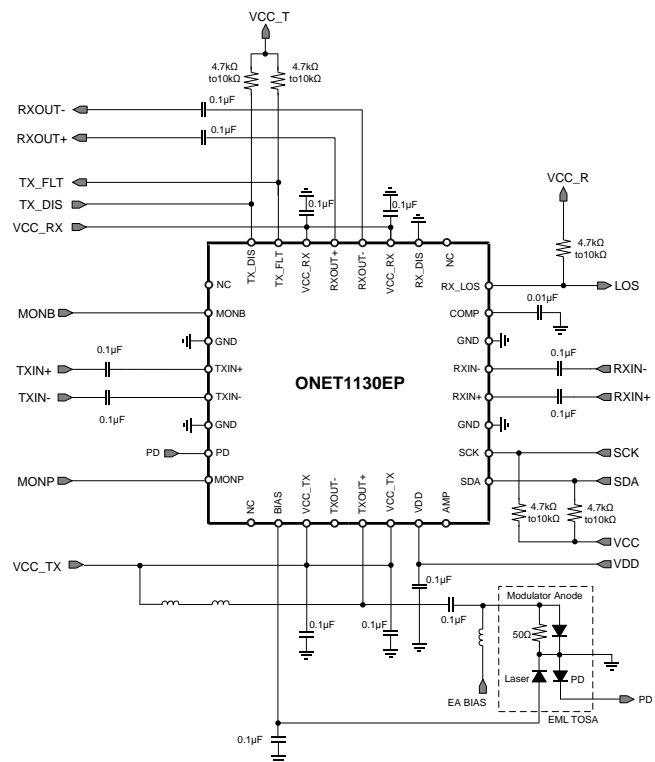 VCC_T
4.7kΩ
to10kΩ
4.7kΩ
to10kΩ
0.1µF
RXOUT-
0.1µF
RXOUT+
TX_FLT
TX_DIS
VCC_RX
0.1µF
0.1µF
VCC_R
4.7kΩ
to10kΩ
TX_DIS
TX_FLT
VCC_RX
RXOUT+
RXOUT-
VCC_RX
RX_DIS
NC
NC
RX_LOS
LOS
MONB
MONB
COMP
0.01µF
GND
GND
0.1µF
TXIN+
TXIN+
ONET1130EP
RXIN-
0.1µF
RXIN-
TXIN-
0.1µF
TXIN-
RXIN+
0.1µF
RXIN+
GND
GND
PD
PD
SCK
SCK
MONP
MONP
SDA
SDA
NC
BIAS
VCC_TX
TXOUT-
TXOUT+
VCC_TX
VDD
AMP
4.7kΩ
to10kΩ
4.7kΩ
to10kΩ
VCC
VCC_TX
VDD
0.1µF
0.1µF
0.1µF
0.1µF
Modulator Anode
50Ω
Laser
PD
EA BIAS
PD
EML TOSA
0.1µF